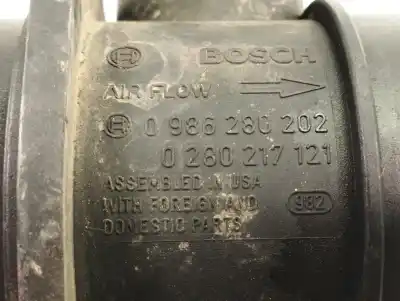 BOSCH
AIR FLOW
0 986 280 202
0 280 217 121
ASSEMBLED IN USA
WITH FOREIGN AND
DOMESTIC PARTS
982